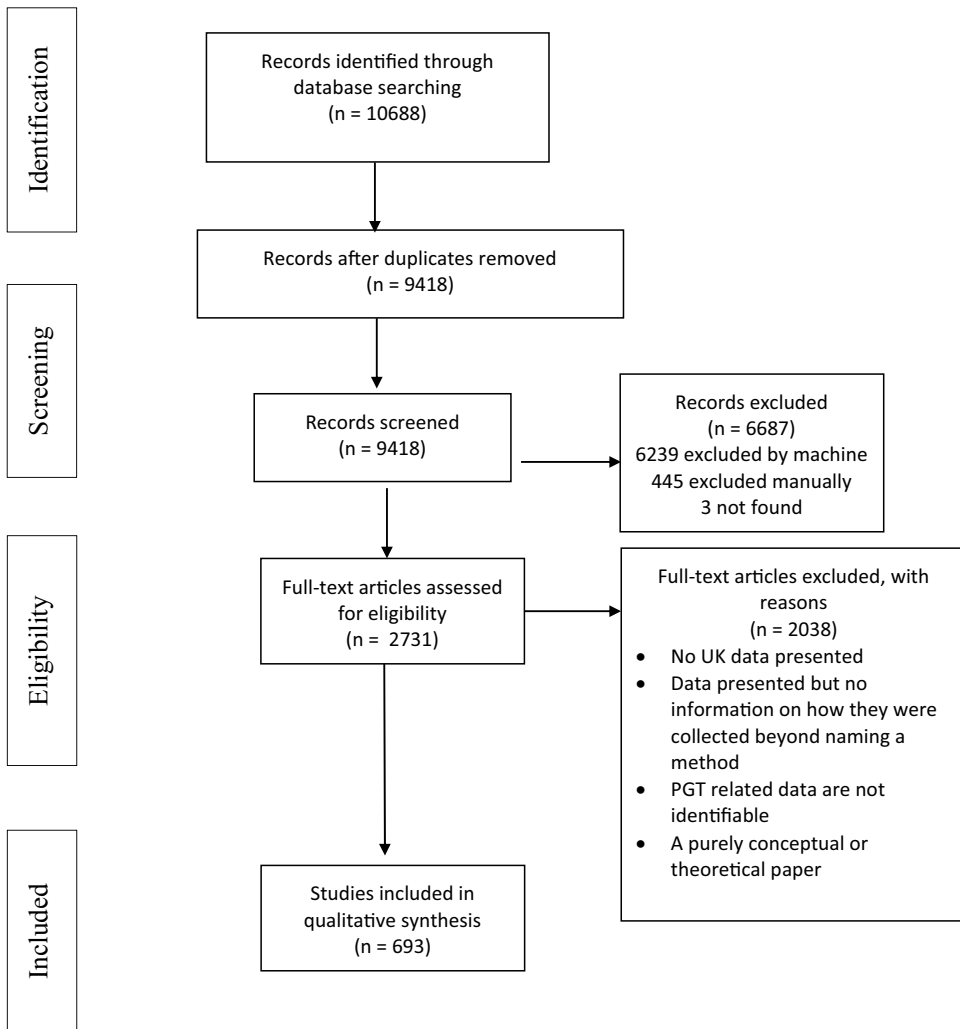 Identification
Records identified through
database searching
(n = 10688)
Records after duplicates removed
(n = 9418)
Screening
Records screened
(n = 9418)
Records excluded
(n = 6687)
6239 excluded by machine
445 excluded manually
3 not found
Eligibility
Full-text articles assessed
for eligibility
(n = 2731)
Full-text articles excluded, with
reasons
(n = 2038)
• No UK data presented
• Data presented but no
information on how they were
collected beyond naming a
method
• PGT related data are not
identifiable
• A purely conceptual or
theoretical paper
Included
Studies included in
qualitative synthesis
(n = 693)